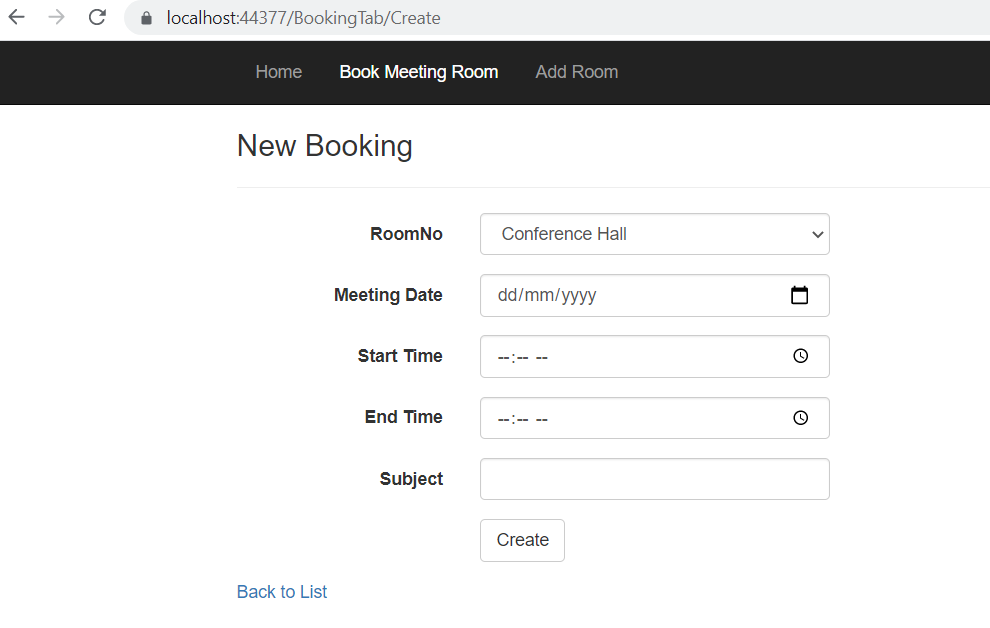 localhost:44377/BookingTab/Create
Home Book Meeting Room Add Room
New Booking
RoomNo Conference Hall
Meeting Date dd/mm/yyyy
Start Time --:-- --
End Time --:-- --
Subject
Create
Back to List